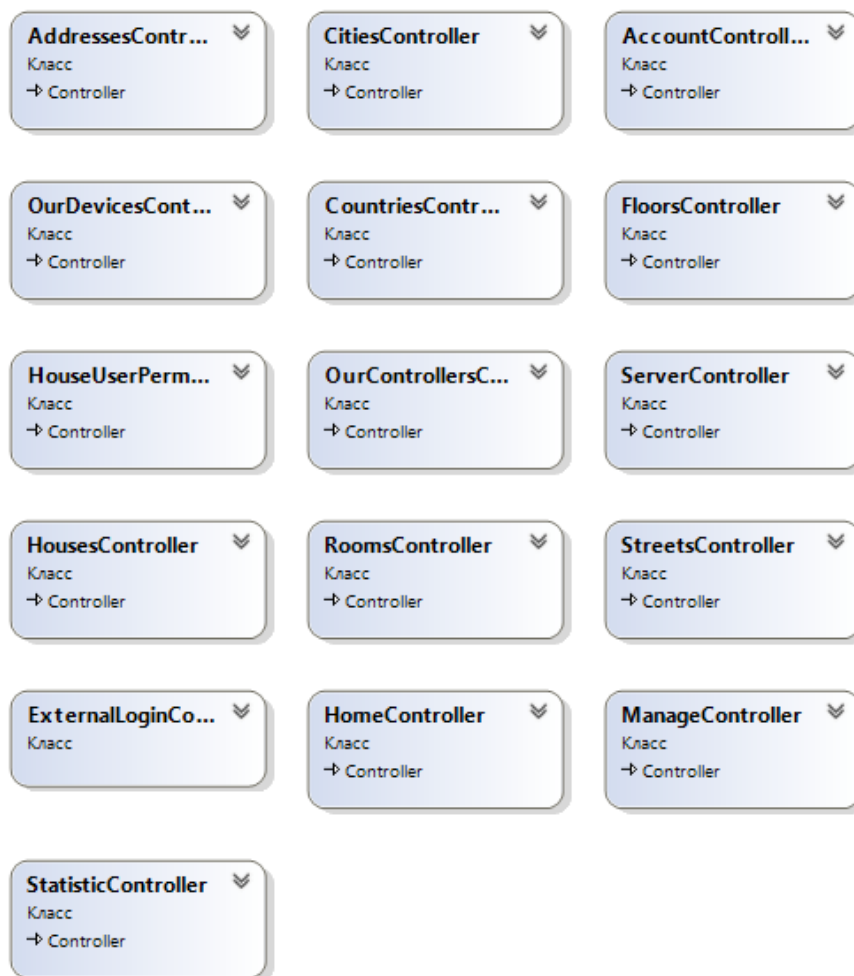 AddressesContr...
Класс
Controller
CitiesController
Класс
Controller
AccountControll...
Класс
Controller
OurDevicesCont...
Класс
Controller
CountriesContr...
Класс
Controller
FloorsController
Класс
Controller
HouseUserPerm...
Класс
Controller
OurControllersC...
Класс
Controller
ServerController
Класс
Controller
HousesController
Класс
Controller
RoomsController
Класс
Controller
StreetsController
Класс
Controller
ExternalLoginCo...
Класс
HomeController
Класс
Controller
ManageController
Класс
Controller
StatisticController
Класс
Controller